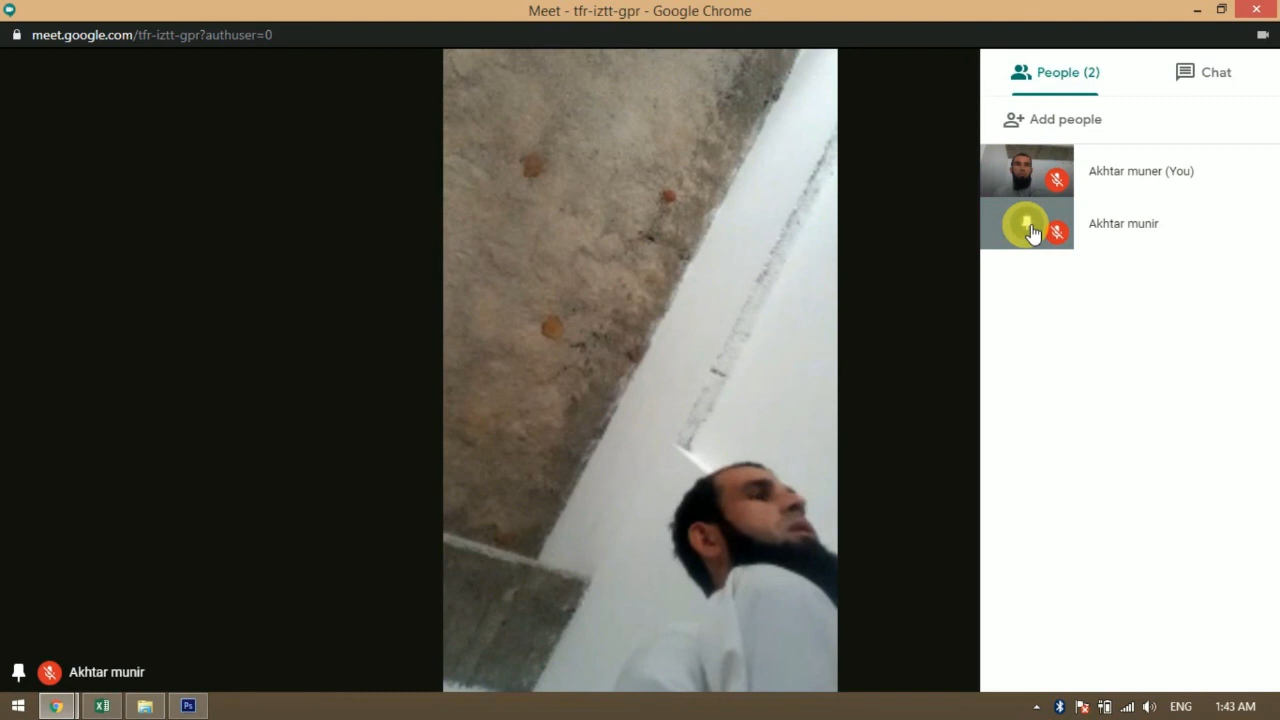 Meet - tfr-iztt-gpr - Google Chrome
meet.google.com/tfr-iztt-gpr?authuser=0
People (2)
Chat
Add people
Akhtar muner (You)
Akhtar munir
Akhtar munir
Ps
ENG
1:43 AM